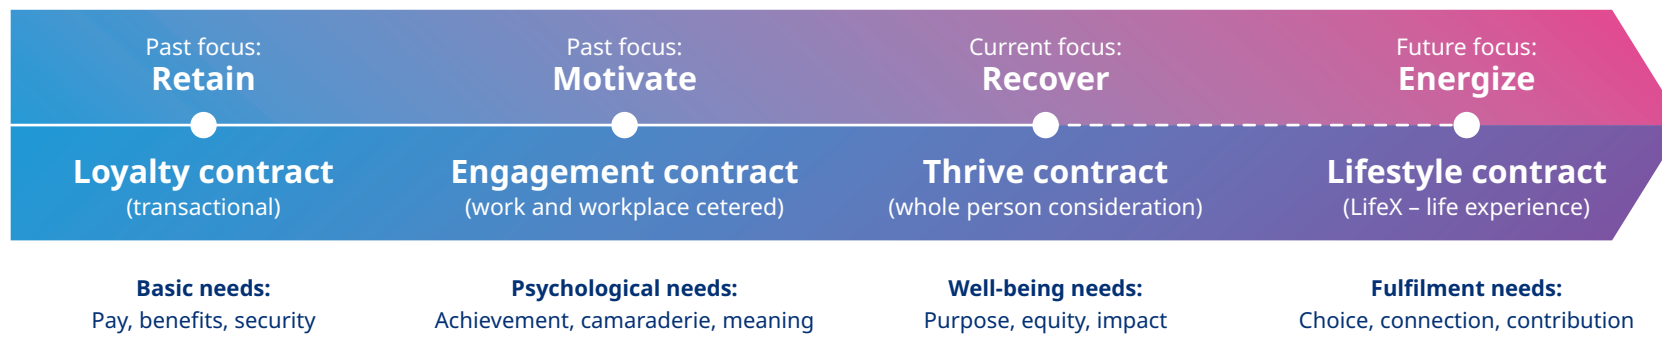 Past focus:
Retain
Past focus:
Motivate
Current focus:
Recover
Future focus:
Energize
Loyalty contract
(transactional)
Engagement contract
(work and workplace cetered)
Thrive contract
(whole person consideration)
Lifestyle contract
(LifeX – life experience)
Basic needs:
Pay, benefits, security
Psychological needs:
Achievement, camaraderie, meaning
Well-being needs:
Purpose, equity, impact
Fulfilment needs:
Choice, connection, contribution